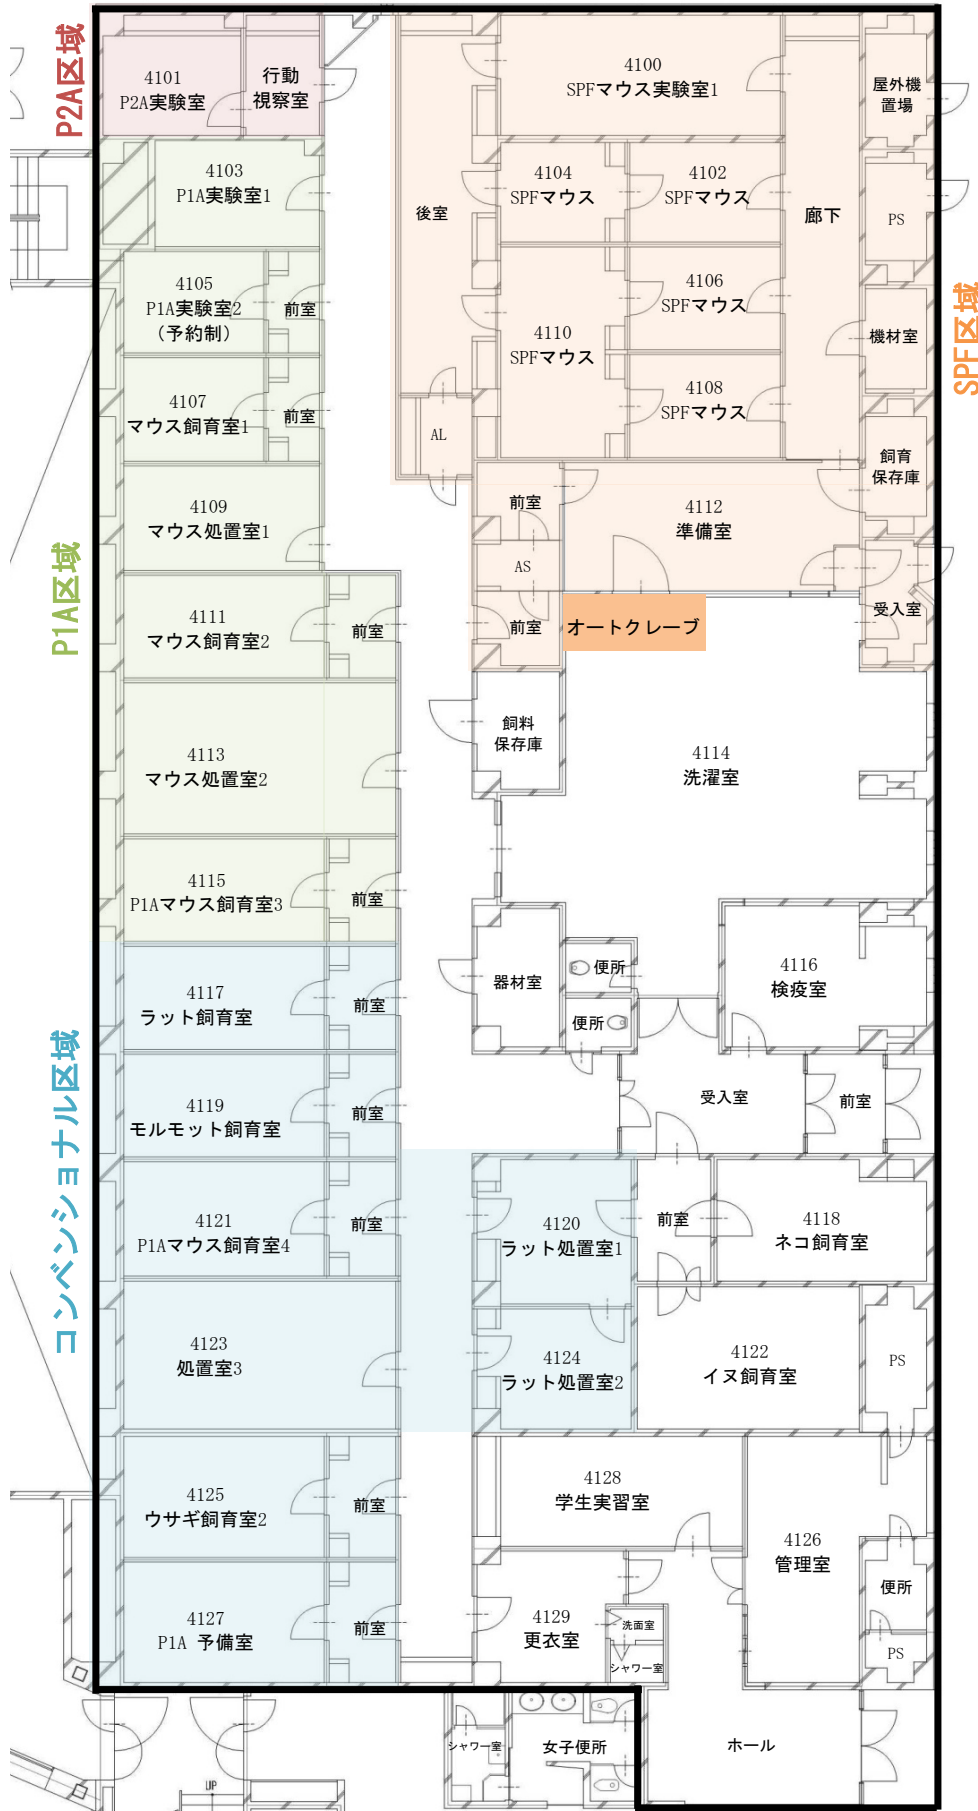 P2A区域
4101
P2A実験室
行動
視察室
4100
SPFマウス実験室1
屋外機
置場
4103
P1A実験室1
後室
4104
SPFマウス
4102
SPFマウス
廊下
PS
4105
P1A実験室2
（予約制）
前室
4106
SPFマウス
4110
SPFマウス
機材室
SPF区域
4107
マウス飼育室1
前室
4108
SPFマウス
AL
飼育
保存庫
4109
マウス処置室1
前室
4112
準備室
AS
P1A区域
4111
マウス飼育室2
前室
前室
オートクレーブ
受入室
4113
マウス処置室2
飼料
保存庫
4114
洗濯室
4115
P1Aマウス飼育室3
前室
4117
ラット飼育室
前室
器材室
便所
便所
4116
検疫室
コンベンショナル区域
4119
モルモット飼育室
前室
受入室
前室
4121
P1Aマウス飼育室4
前室
4120
ラット処置室1
前室
4118
ネコ飼育室
4123
処置室3
4124
ラット処置室2
4122
イヌ飼育室
PS
4125
ウサギ飼育室2
前室
4128
学生実習室
4126
管理室
4127
P1A 予備室
前室
4129
更衣室
洗面室
シャワー室
便所
PS
シャワー室
女子便所
ホール
UP